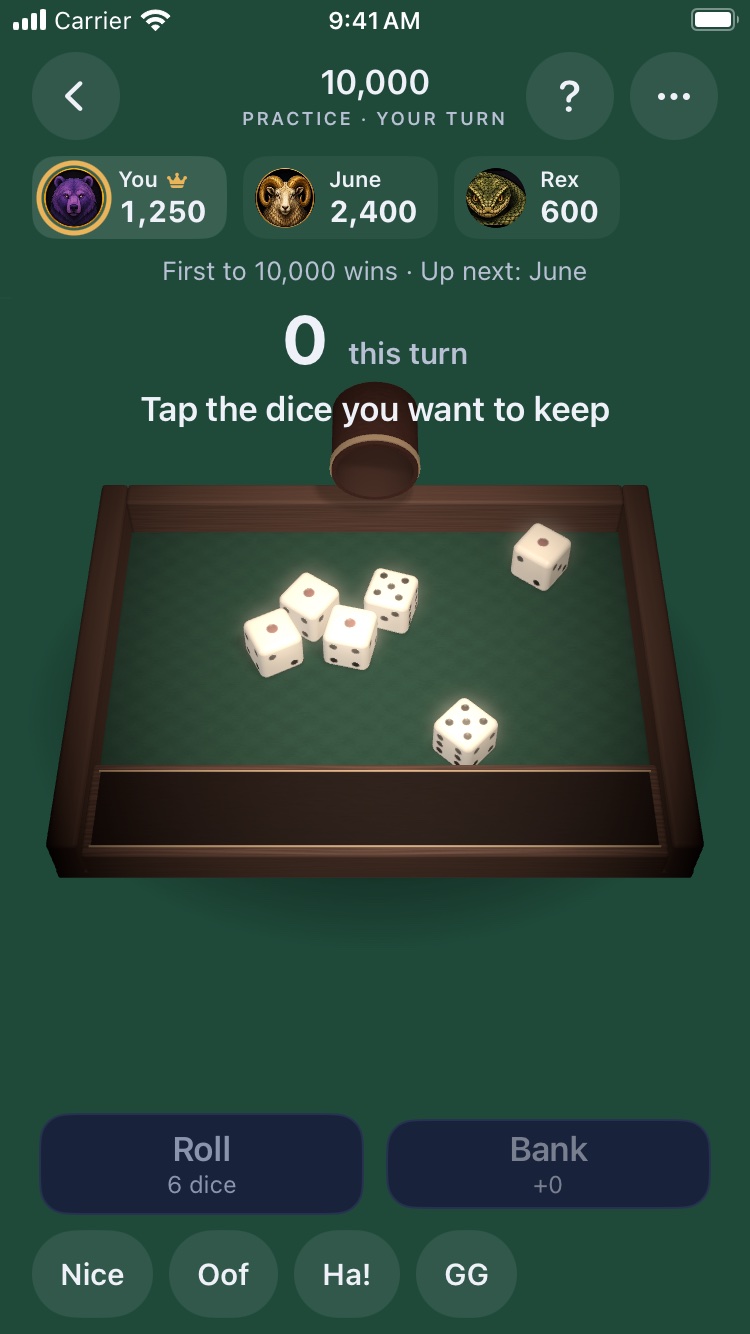 Carrier 9:41 AM
10,000
PRACTICE · YOUR TURN
?
You
1,250
June
2,400
Rex
600
First to 10,000 wins · Up next: June
0 this turn
Tap the dice you want to keep
Roll
6 dice
Bank
+0
Nice
Oof
Ha!
GG